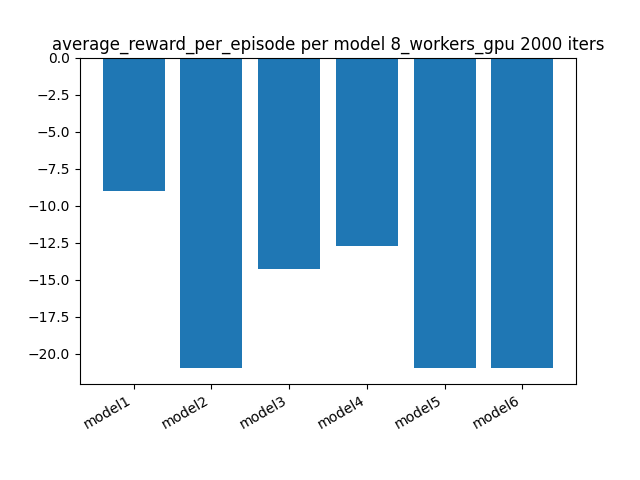 average_reward_per_episode per model 8_workers_gpu 2000 iters
0.0
−2.5
−5.0
−7.5
−10.0
−12.5
−15.0
−17.5
−20.0
model1
model2
model3
model4
model5
model6